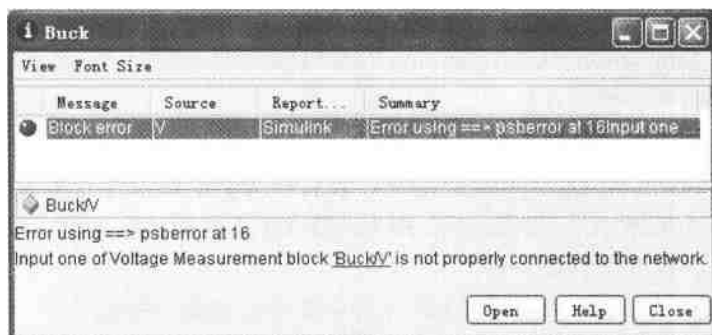 Buck
View Font Size
Message Source Report... Summary
Block error V Simulink Error using ==> psberror at 16Input one ...
Buck/V
Error using ==> psberror at 16
Input one of Voltage Measurement block 'Buck/V' is not properly connected to the network.
Open Help Close